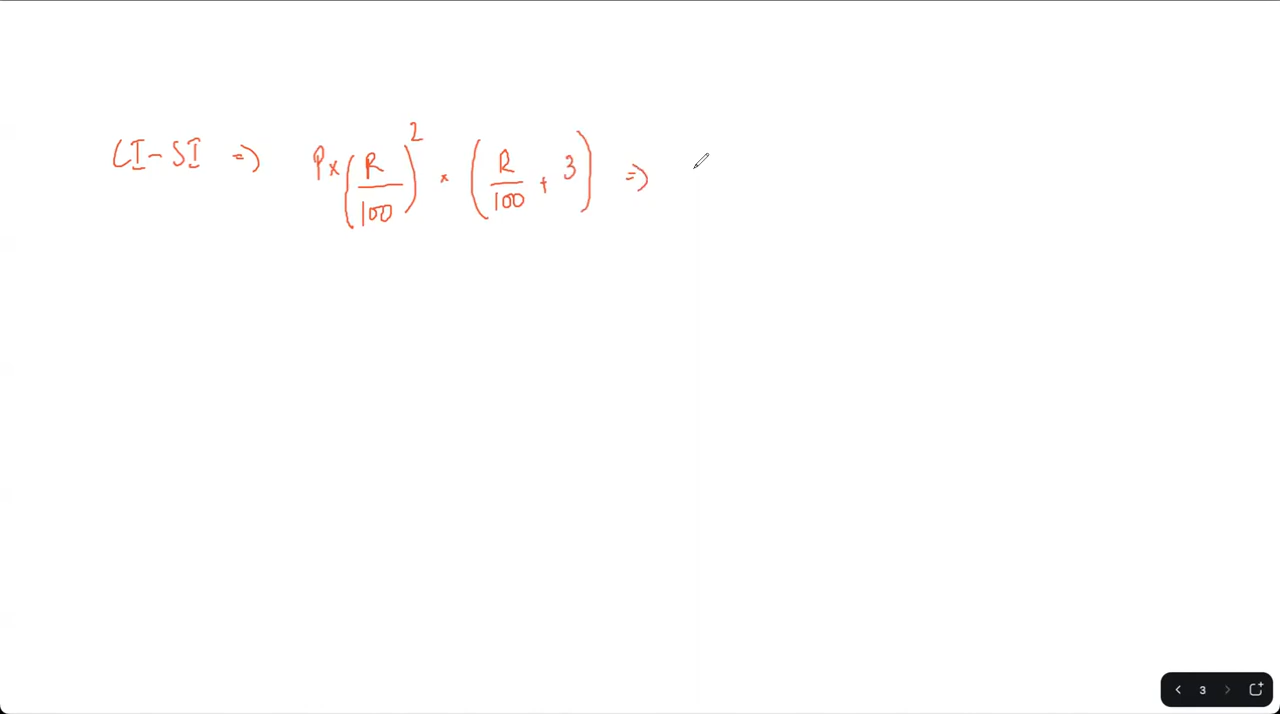 CI - SI => P × (R/100)² × (R/100 + 3) =>
3